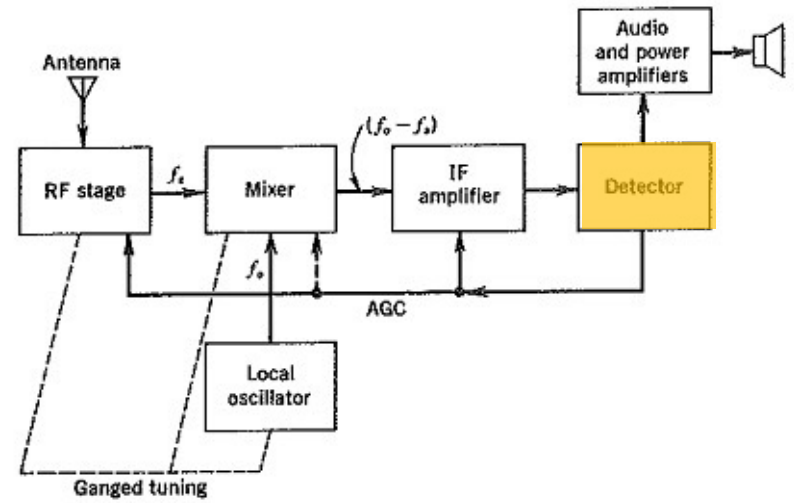 Antenna
RF stage
fₛ
Mixer
(fₒ − fₛ)
IF
amplifier
Detector
Audio
and power
amplifiers
fₒ
AGC
Local
oscillator
Ganged tuning